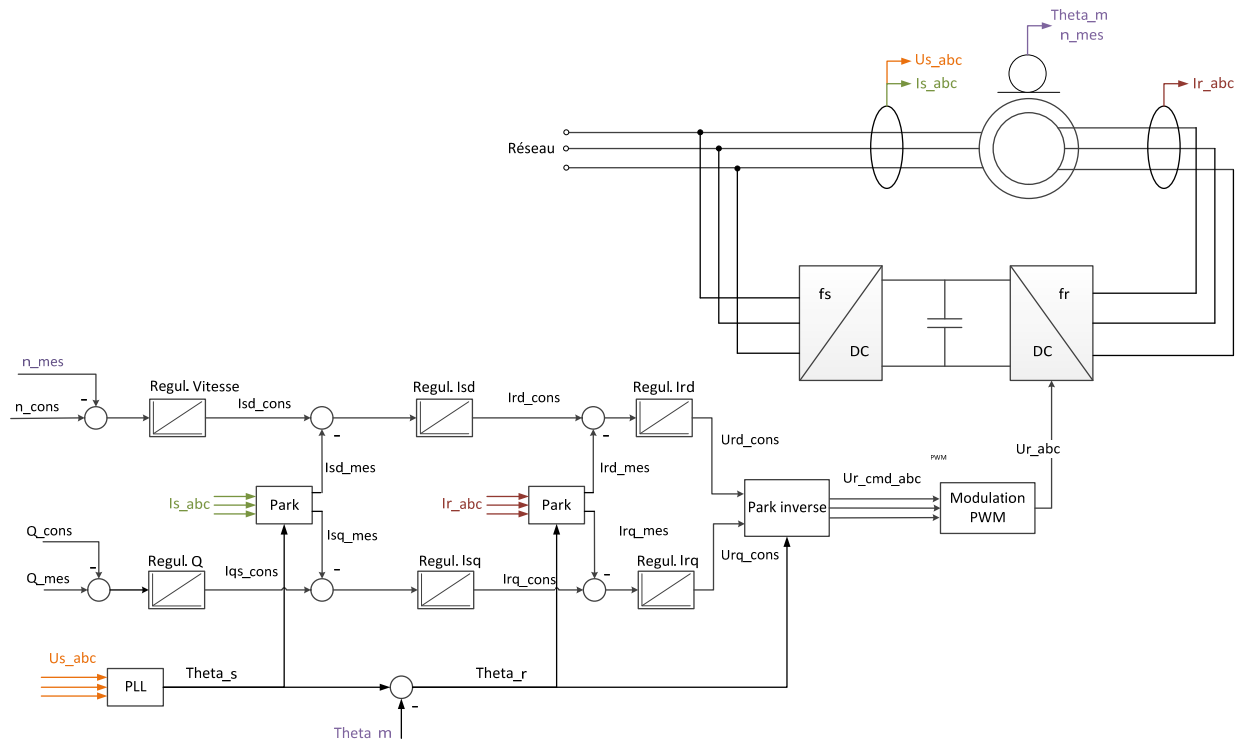 Theta_m
n_mes
Us_abc
Is_abc
Ir_abc
Réseau
fs
DC
fr
DC
n_mes
n_cons
Regul. Vitesse
Isd_cons
Regul. Isd
Ird_cons
Regul. Ird
Urd_cons
-
-
-
Isd_mes
Ird_mes
Is_abc
Park
Ir_abc
Park
Isq_mes
Irq_mes
Park inverse
Ur_cmd_abc
PWM
Modulation
PWM
Ur_abc
Q_cons
Q_mes
-
Regul. Q
Iqs_cons
-
Regul. Isq
Irq_cons
-
Regul. Irq
Urq_cons
Us_abc
PLL
Theta_s
Theta_r
-
Theta_m